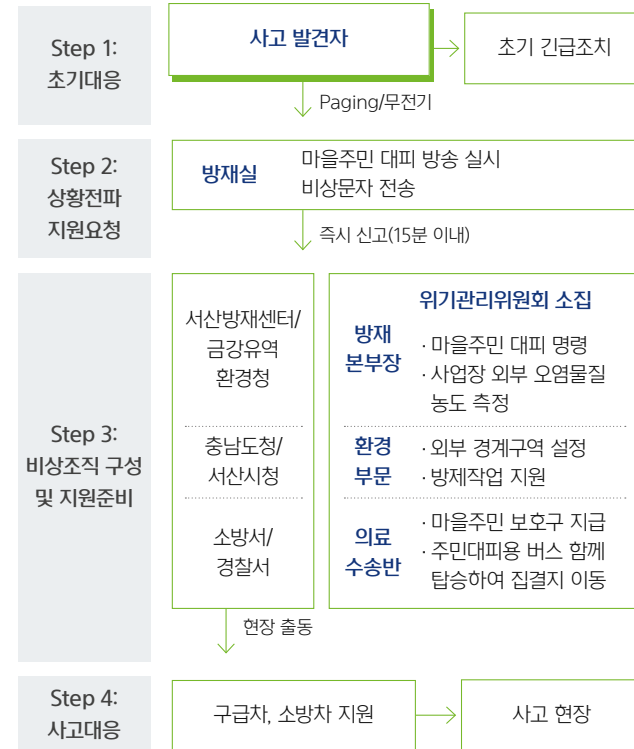 Step 1:
초기대응
사고 발견자
초기 긴급조치
Paging/무전기
Step 2:
상황전파
지원요청
방재실
마을주민 대피 방송 실시
비상문자 전송
즉시 신고(15분 이내)
Step 3:
비상조직 구성
및 지원준비
서산방재센터/
금강유역
환경청
충남도청/
서산시청
소방서/
경찰서
위기관리위원회 소집
방재
본부장
· 마을주민 대피 명령
· 사업장 외부 오염물질
농도 측정
환경
부문
· 외부 경계구역 설정
· 방제작업 지원
의료
수송반
· 마을주민 보호구 지급
· 주민대피용 버스 함께
탑승하여 집결지 이동
현장 출동
Step 4:
사고대응
구급차, 소방차 지원
사고 현장